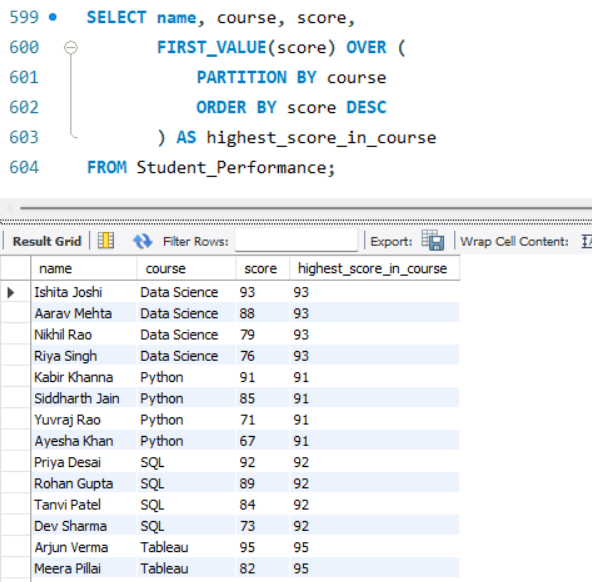 599 SELECT name, course, score,
600 FIRST_VALUE(score) OVER (
601 PARTITION BY course
602 ORDER BY score DESC
603 ) AS highest_score_in_course
604 FROM Student_Performance;
Result Grid Filter Rows: Export: Wrap Cell Content:
name course score highest_score_in_course
Ishita Joshi Data Science 93 93
Aarav Mehta Data Science 88 93
Nikhil Rao Data Science 79 93
Riya Singh Data Science 76 93
Kabir Khanna Python 91 91
Siddharth Jain Python 85 91
Yuvraj Rao Python 71 91
Ayesha Khan Python 67 91
Priya Desai SQL 92 92
Rohan Gupta SQL 89 92
Tanvi Patel SQL 84 92
Dev Sharma SQL 73 92
Arjun Verma Tableau 95 95
Meera Pillai Tableau 82 95